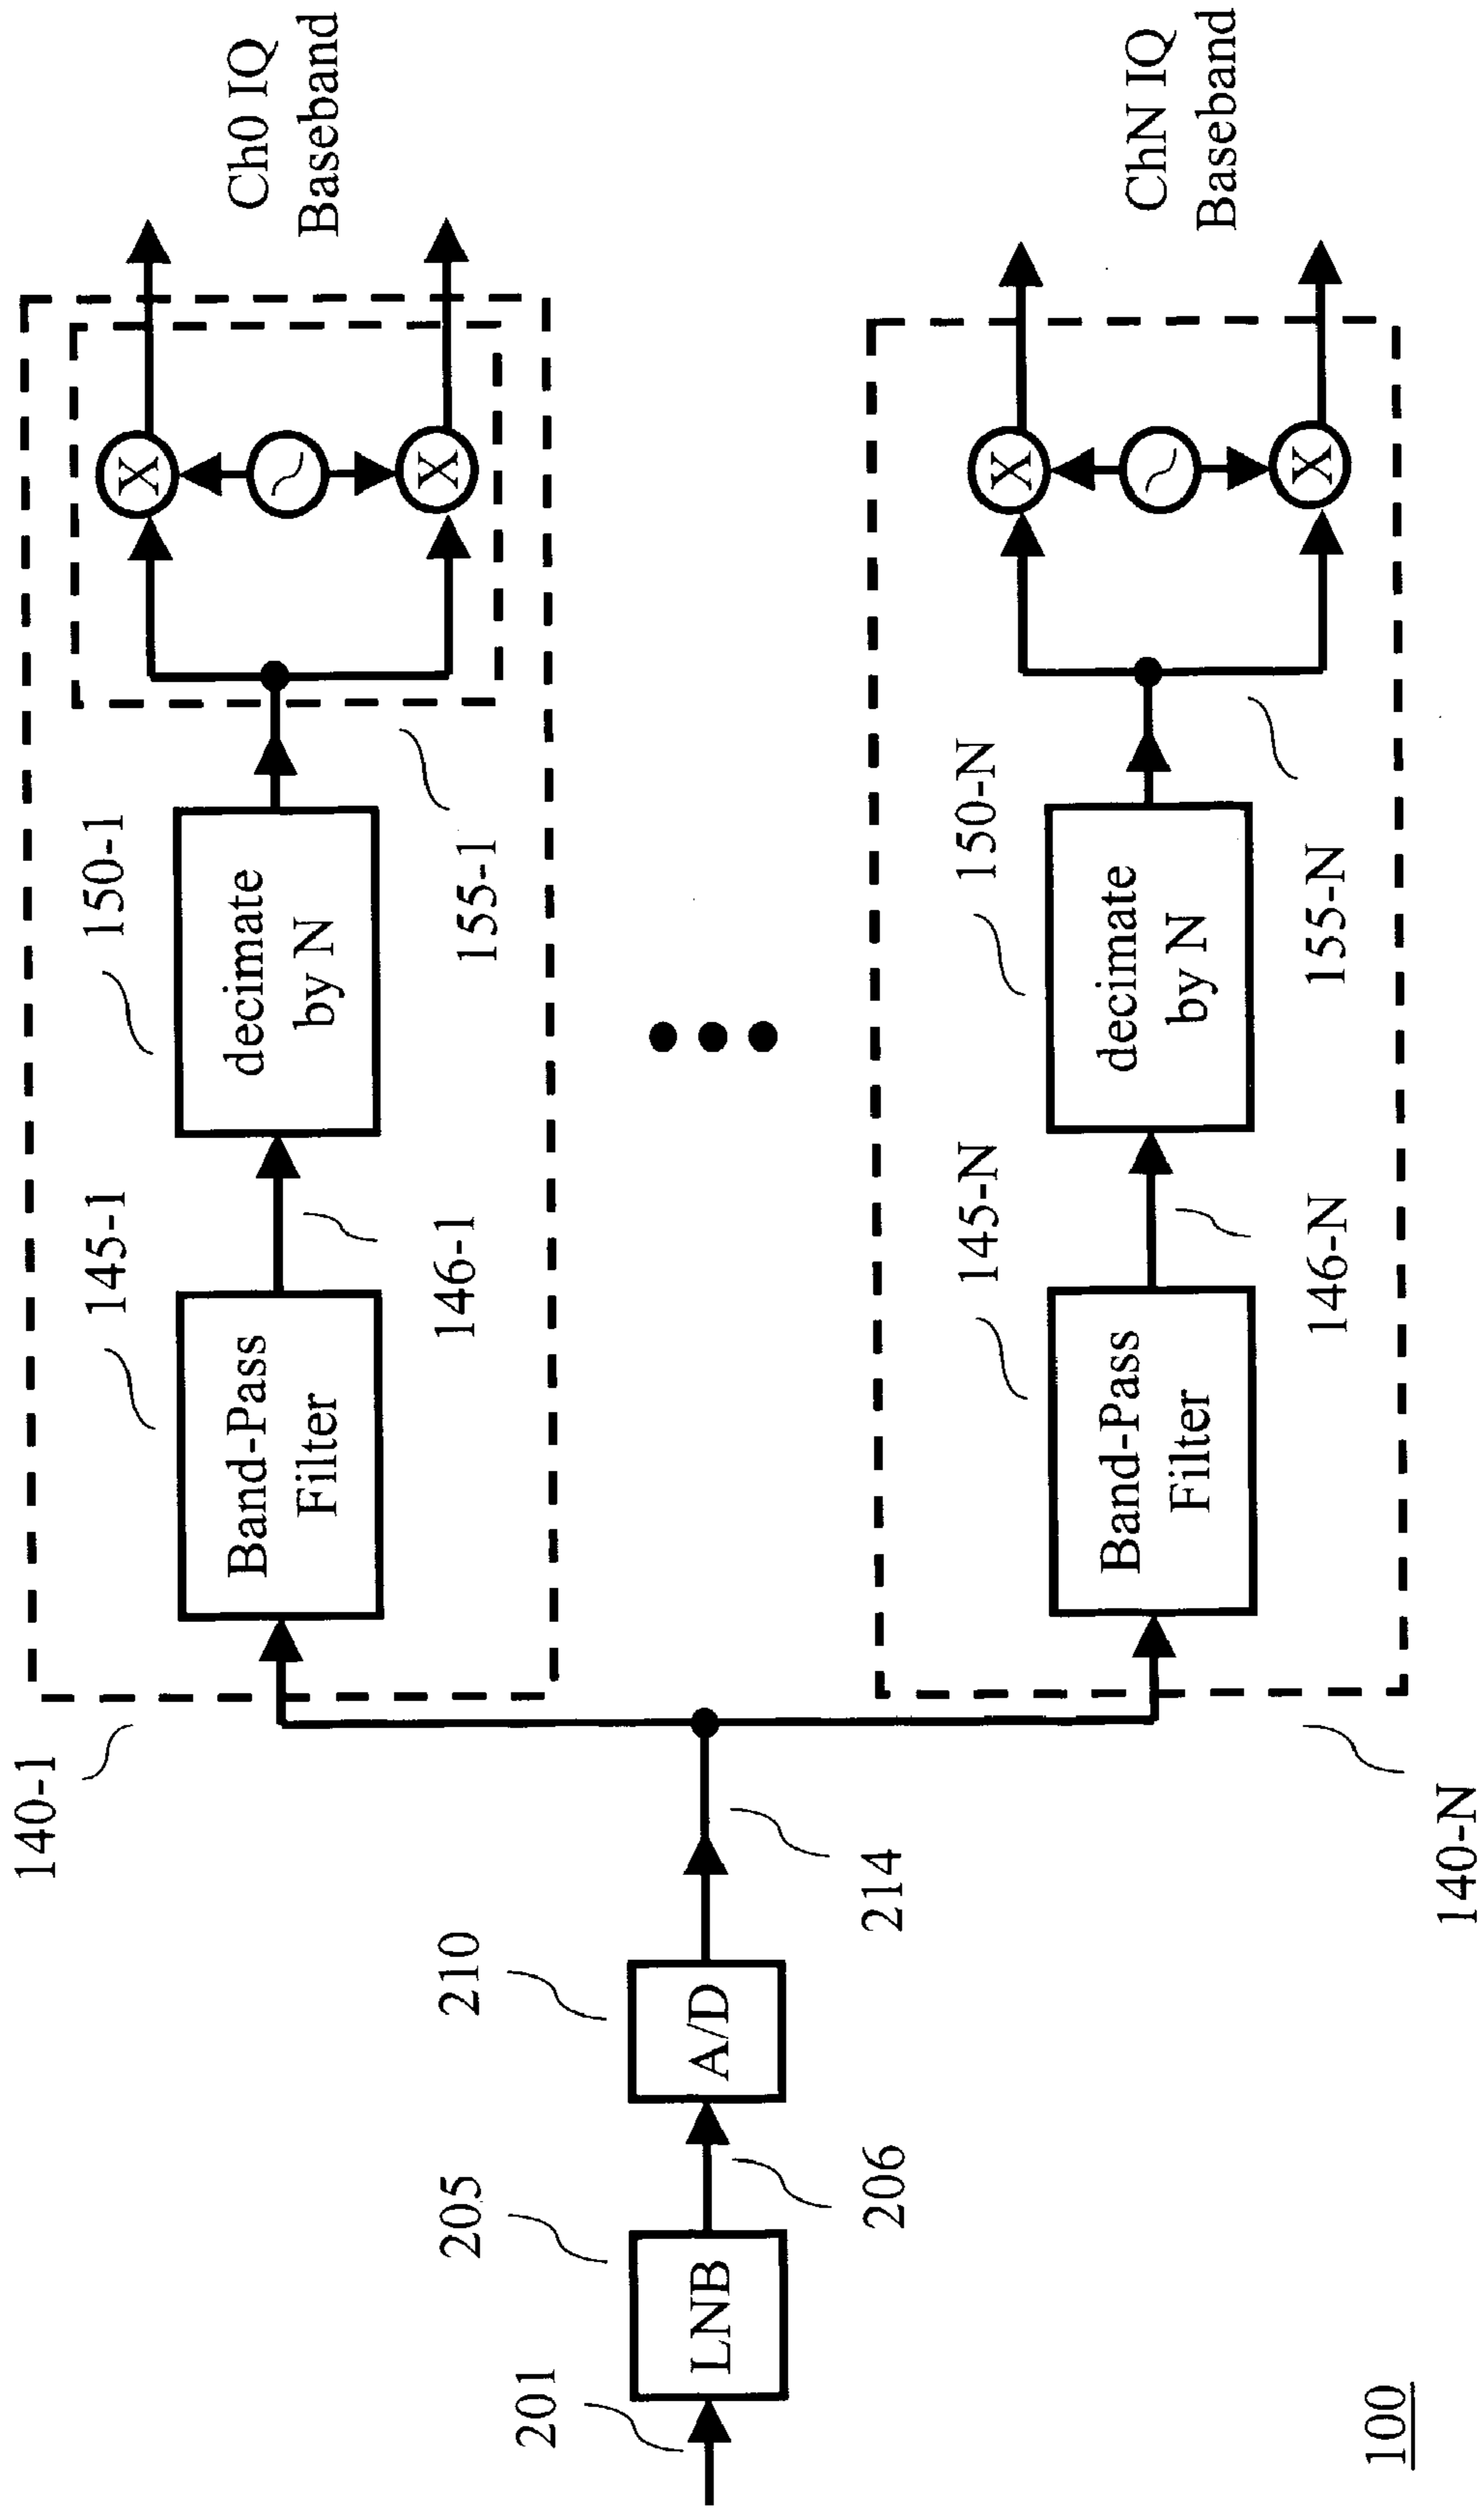 140-1
145-1
150-1
Band-Pass
Filter
decimate
by N
Ch0 IQ
Baseband
146-1
155-1
201
205
210
LNB
A/D
206
214
145-N
150-N
Band-Pass
Filter
decimate
by N
ChN IQ
Baseband
146-N
155-N
140-N
100
X
X
X
X